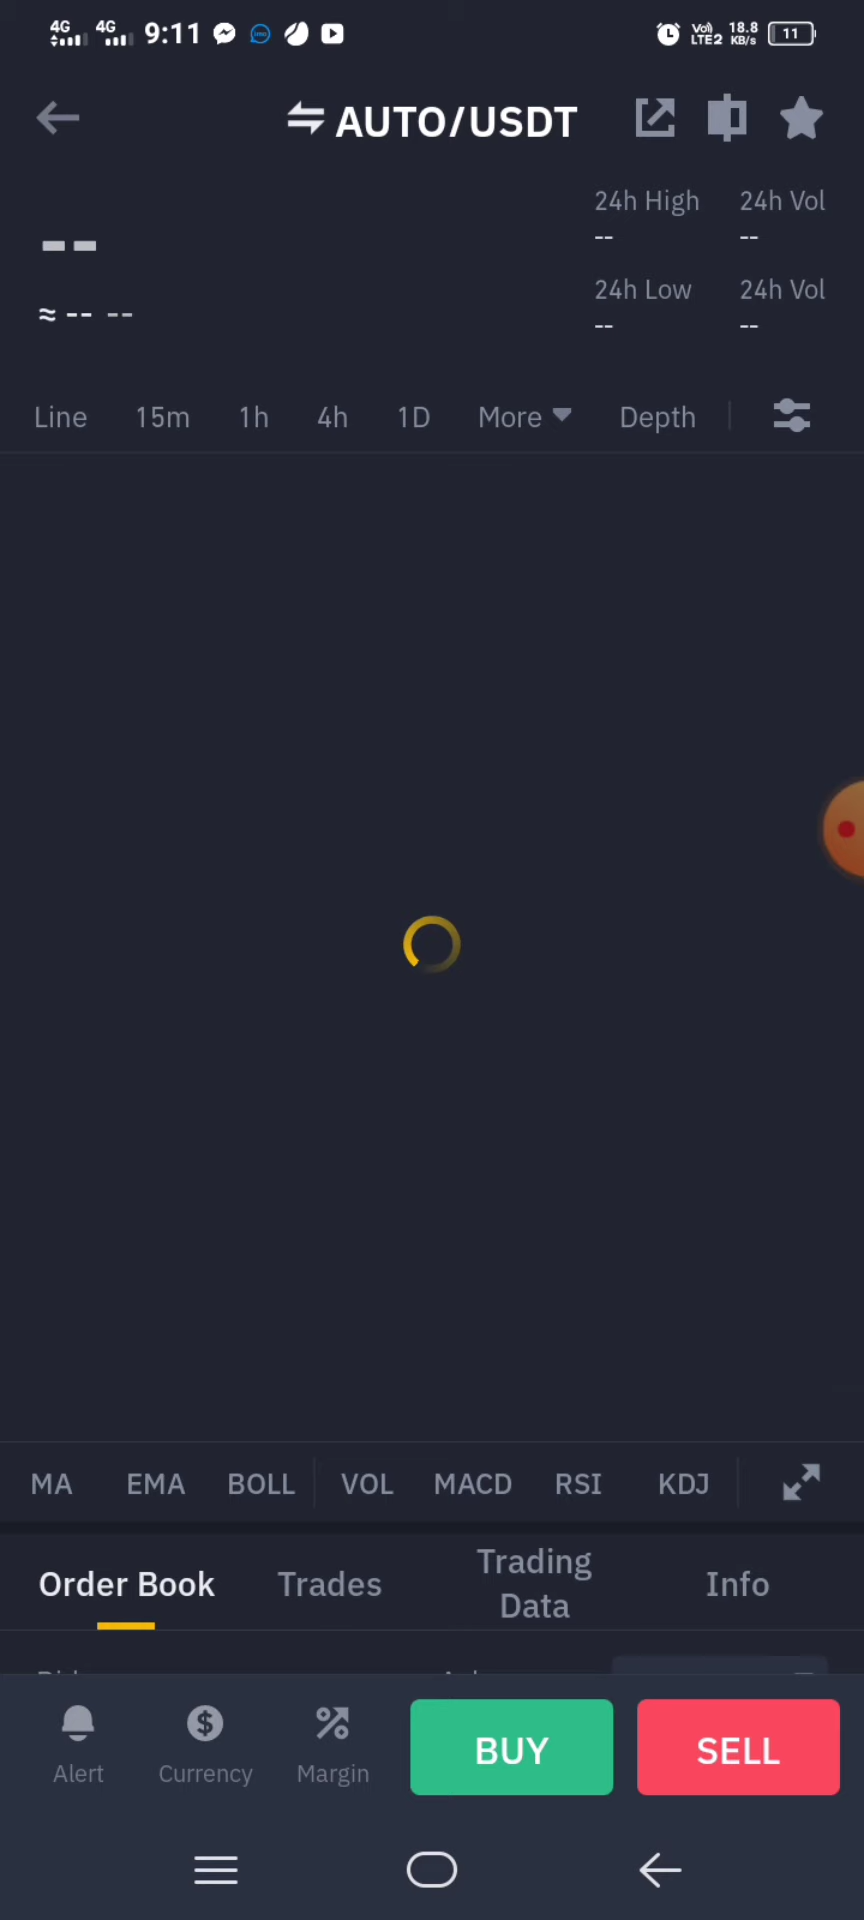 4G 4G 9:11 Vo) LTE2 18.8 KB/s 11
AUTO/USDT
24h High 24h Vol
-- --
--
24h Low 24h Vol
≈ -- --
-- --
Line 15m 1h 4h 1D More Depth
MA EMA BOLL VOL MACD RSI KDJ
Order Book Trades Trading Data Info
Alert Currency Margin BUY SELL